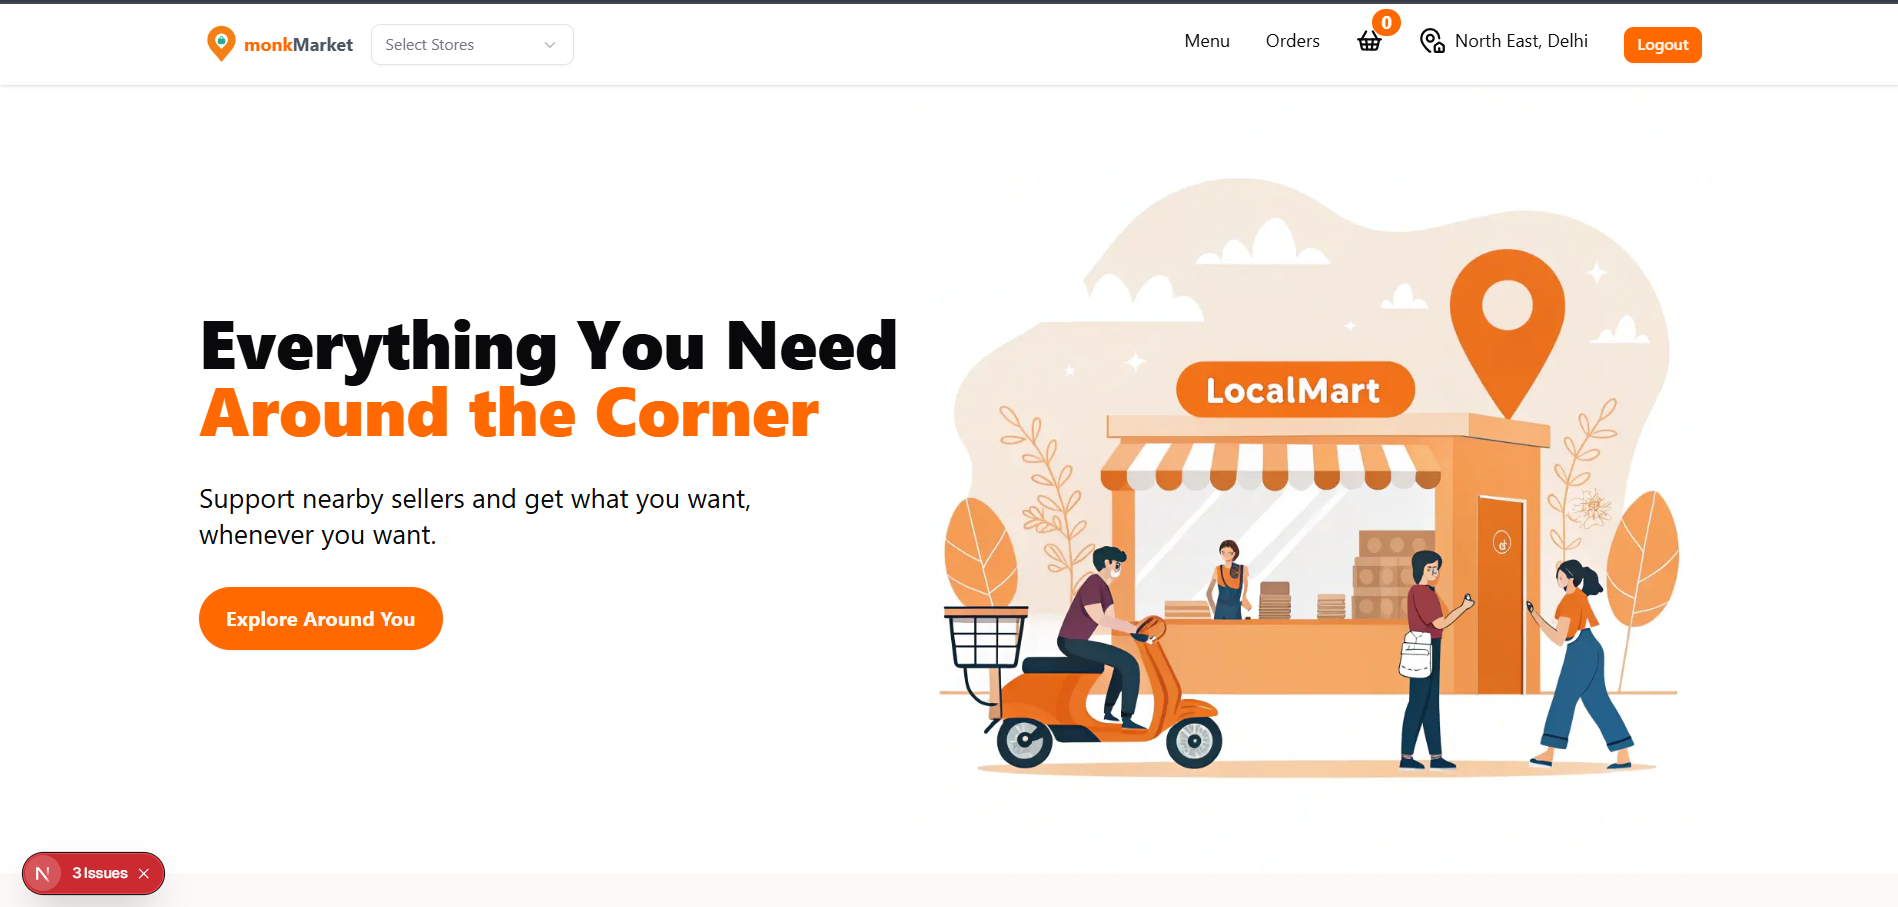 monkMarket
Select Stores
Menu
Orders
0
North East, Delhi
Logout
Everything You Need
Around the Corner
Support nearby sellers and get what you want,
whenever you want.
Explore Around You
LocalMart
N
3 Issues